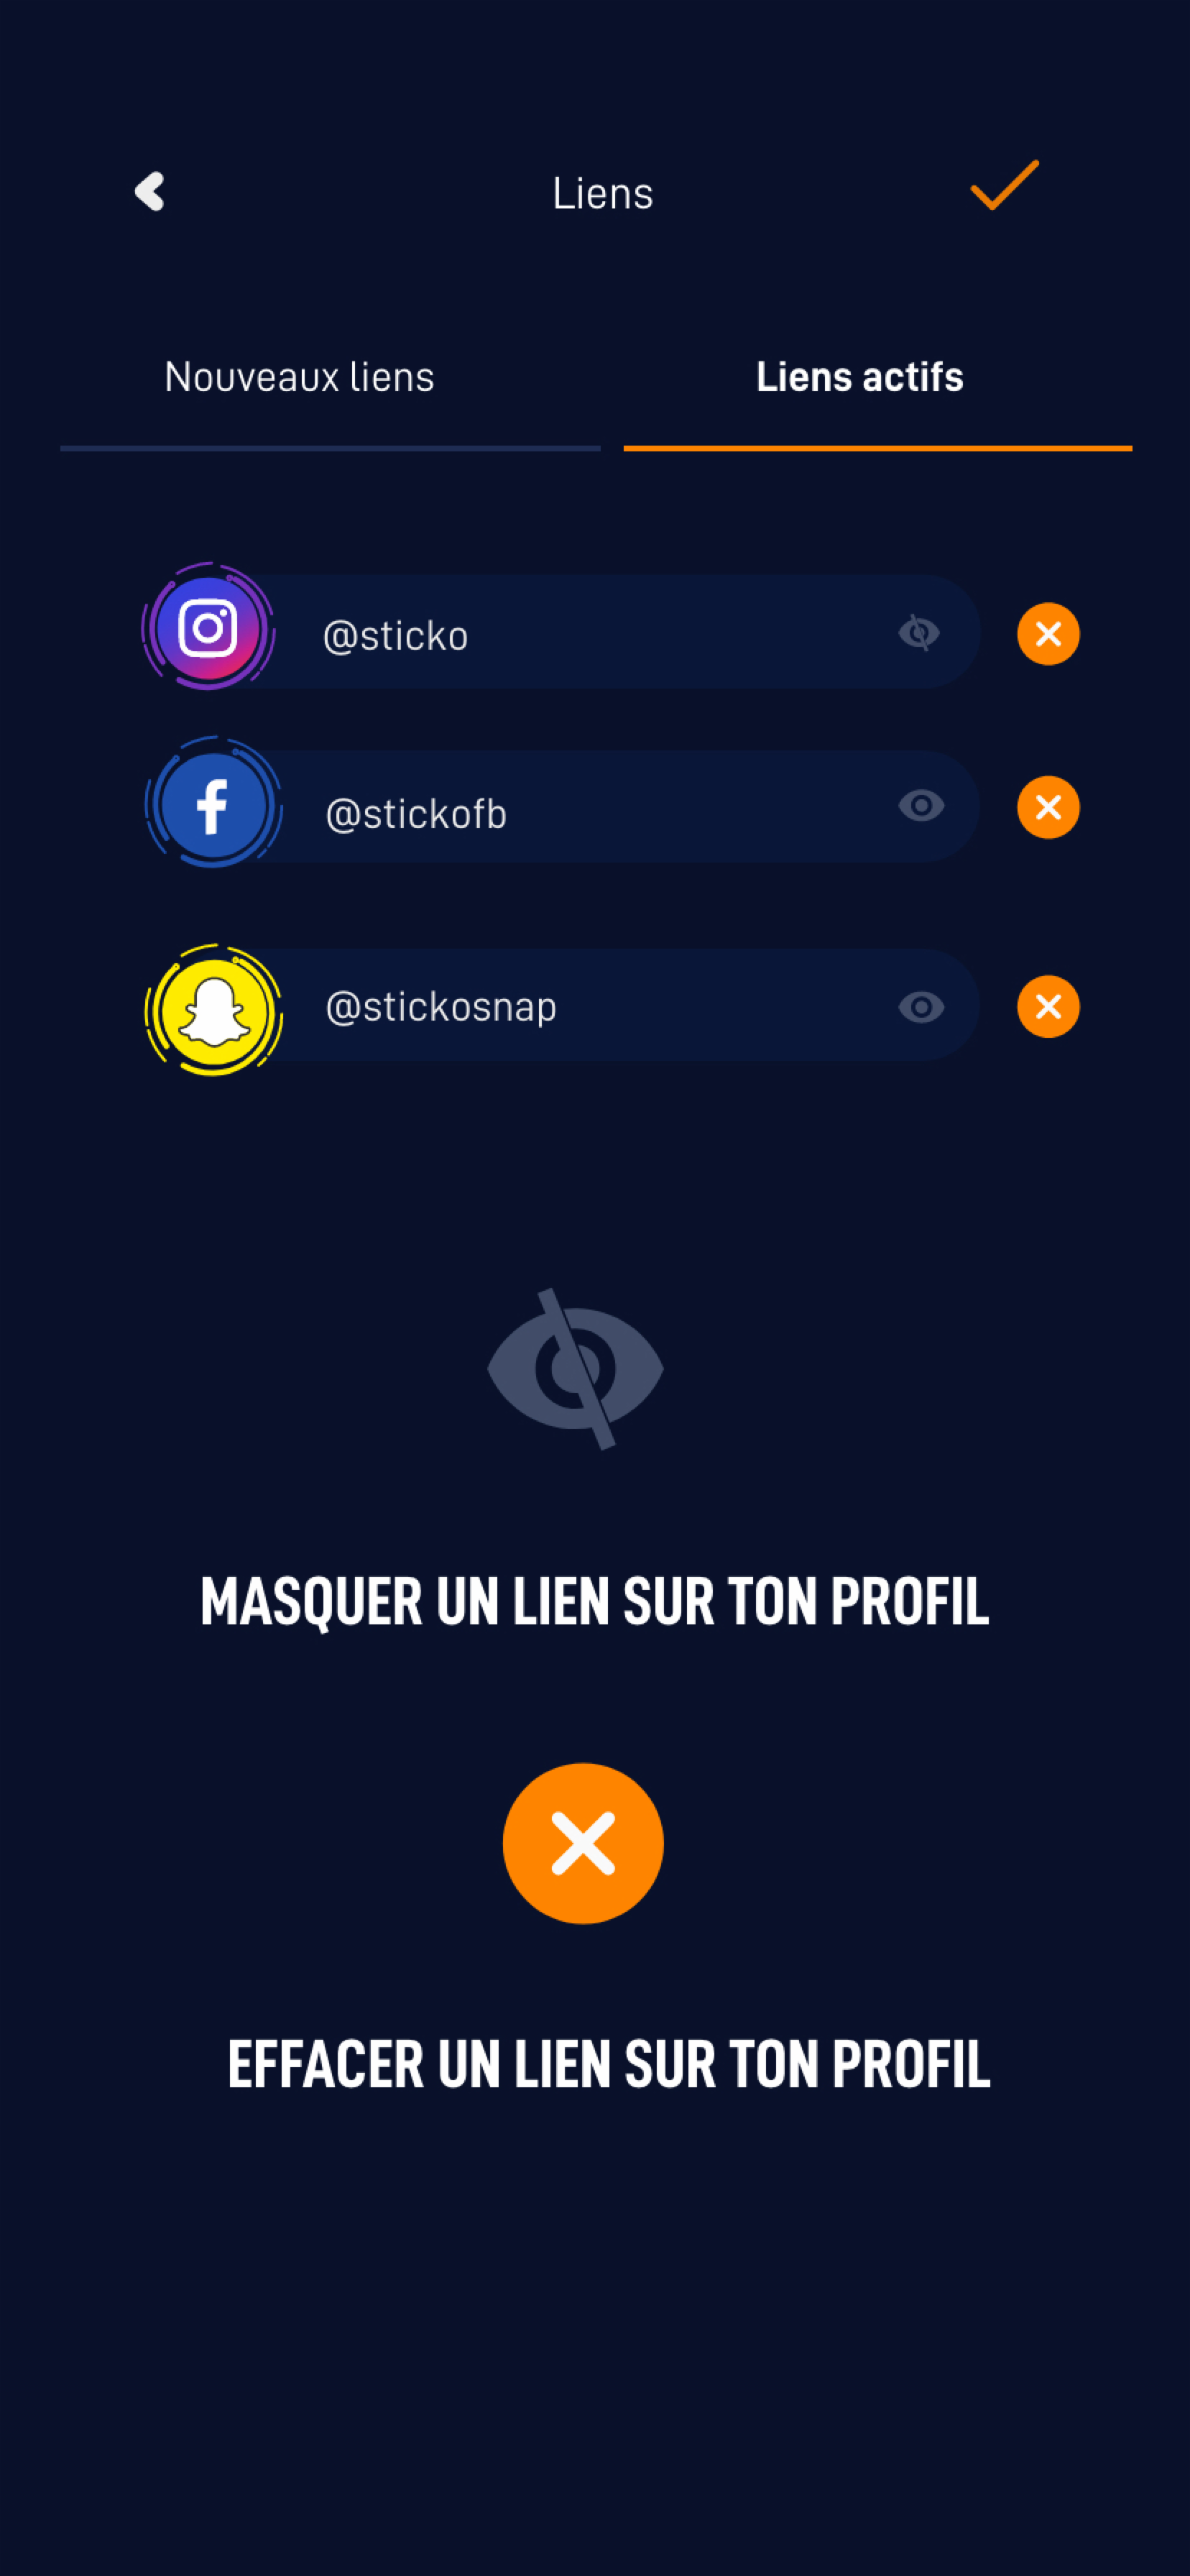 Liens
Nouveaux liens
Liens actifs
@sticko
@stickofb
@stickosnap
MASQUER UN LIEN SUR TON PROFIL
EFFACER UN LIEN SUR TON PROFIL